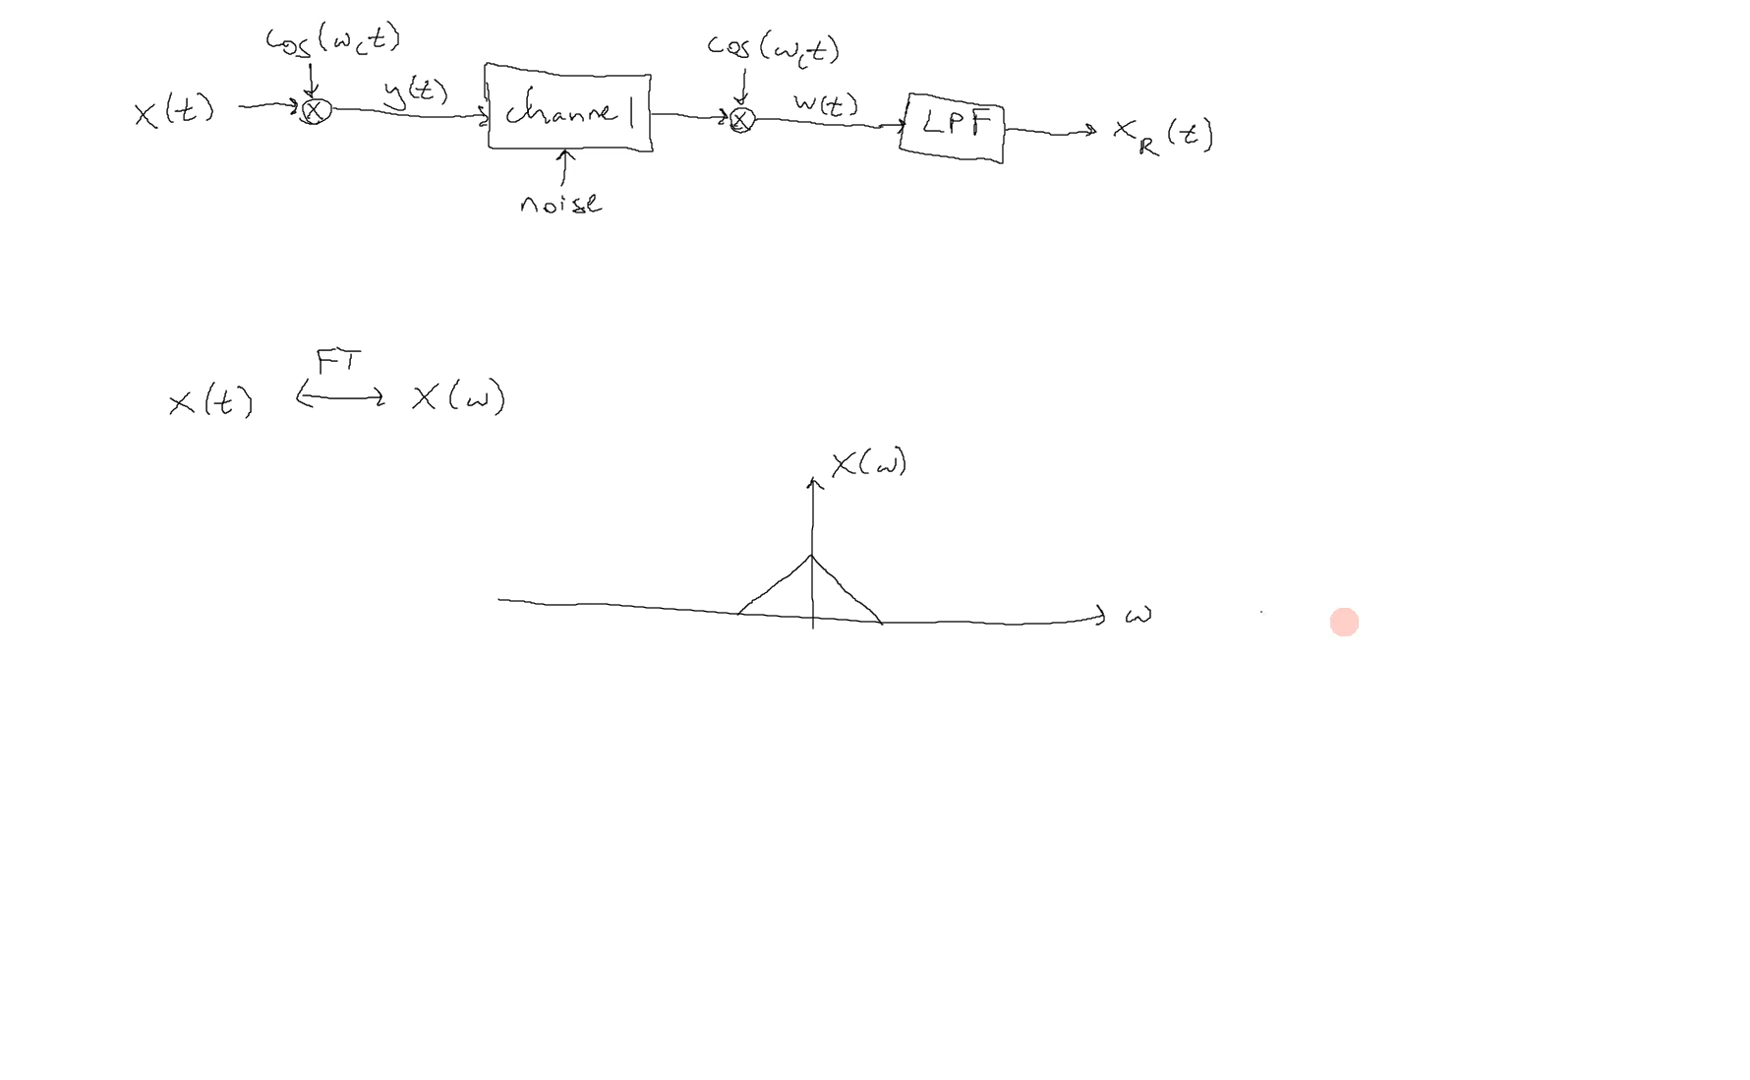 cos(ω_c t) cos(ω_c t)
x(t) ⊗ y(t) channel ⊗ w(t) LPF x_R(t)
noise
FT
x(t) ↔ X(ω)
X(ω)
ω